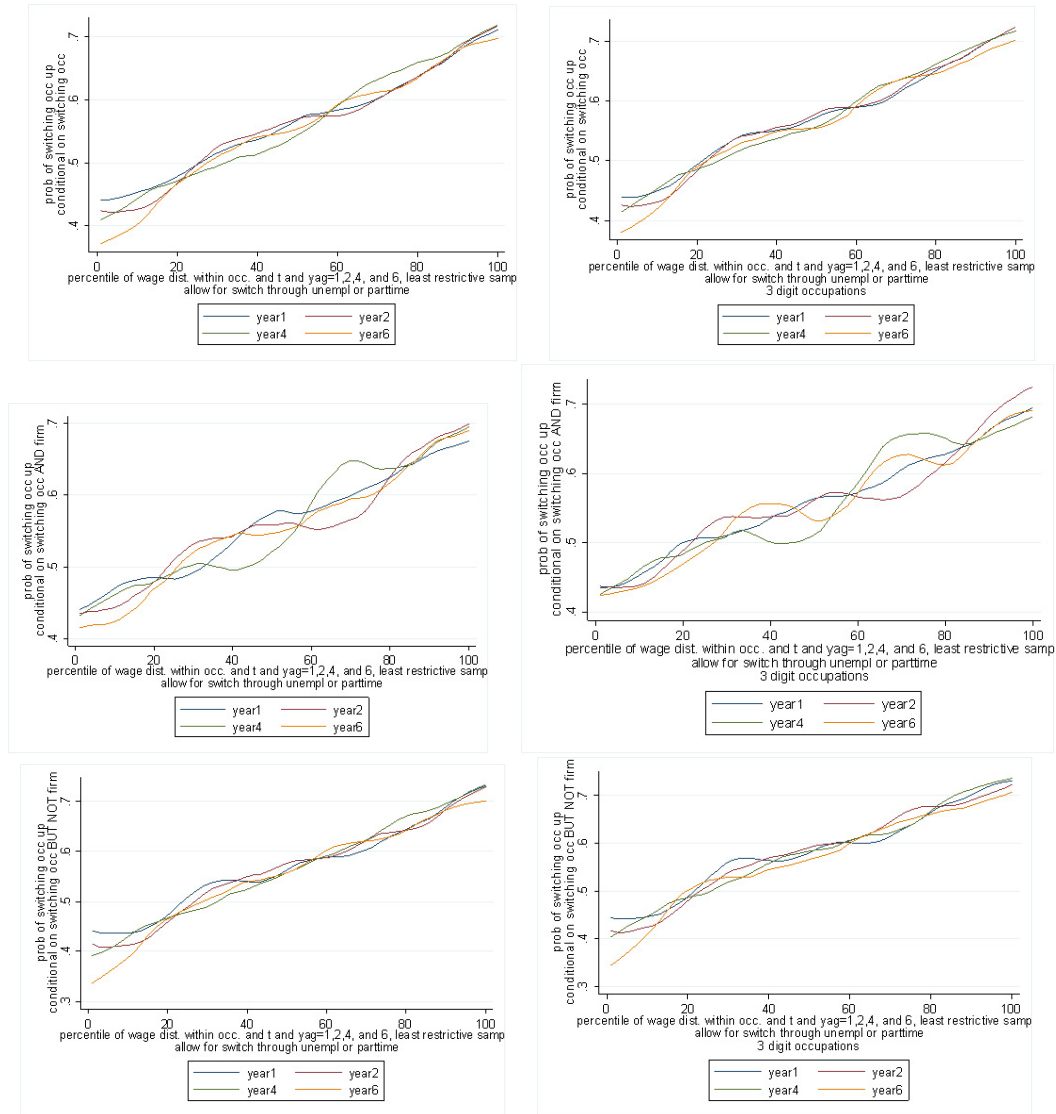 prob of switching occ up
conditional on switching occ
.4 .5 .6 .7
0 20 40 60 80 100
percentile of wage dist. within occ. and t and yag=1,2,4, and 6, least restrictive samp
allow for switch through unempl or parttime
year1 year2
year4 year6
prob of switching occ up
conditional on switching occ
.4 .5 .6 .7
0 20 40 60 80 100
percentile of wage dist. within occ. and t and yag=1,2,4, and 6, least restrictive samp
allow for switch through unempl or parttime
3 digit occupations
year1 year2
year4 year6
prob of switching occ up
conditional on switching occ AND firm
.4 .5 .6 .7
0 20 40 60 80 100
percentile of wage dist. within occ. and t and yag=1,2,4, and 6, least restrictive samp
allow for switch through unempl or parttime
year1 year2
year4 year6
prob of switching occ up
conditional on switching occ AND firm
.4 .5 .6 .7
0 20 40 60 80 100
percentile of wage dist. within occ. and t and yag=1,2,4, and 6, least restrictive samp
allow for switch through unempl or parttime
3 digit occupations
year1 year2
year4 year6
prob of switching occ up
conditional on switching occ BUT NOT firm
.3 .4 .5 .6 .7
0 20 40 60 80 100
percentile of wage dist. within occ. and t and yag=1,2,4, and 6, least restrictive samp
allow for switch through unempl or parttime
year1 year2
year4 year6
prob of switching occ up
conditional on switching occ BUT NOT firm
.3 .4 .5 .6 .7
0 20 40 60 80 100
percentile of wage dist. within occ. and t and yag=1,2,4, and 6, least restrictive samp
allow for switch through unempl or parttime
3 digit occupations
year1 year2
year4 year6